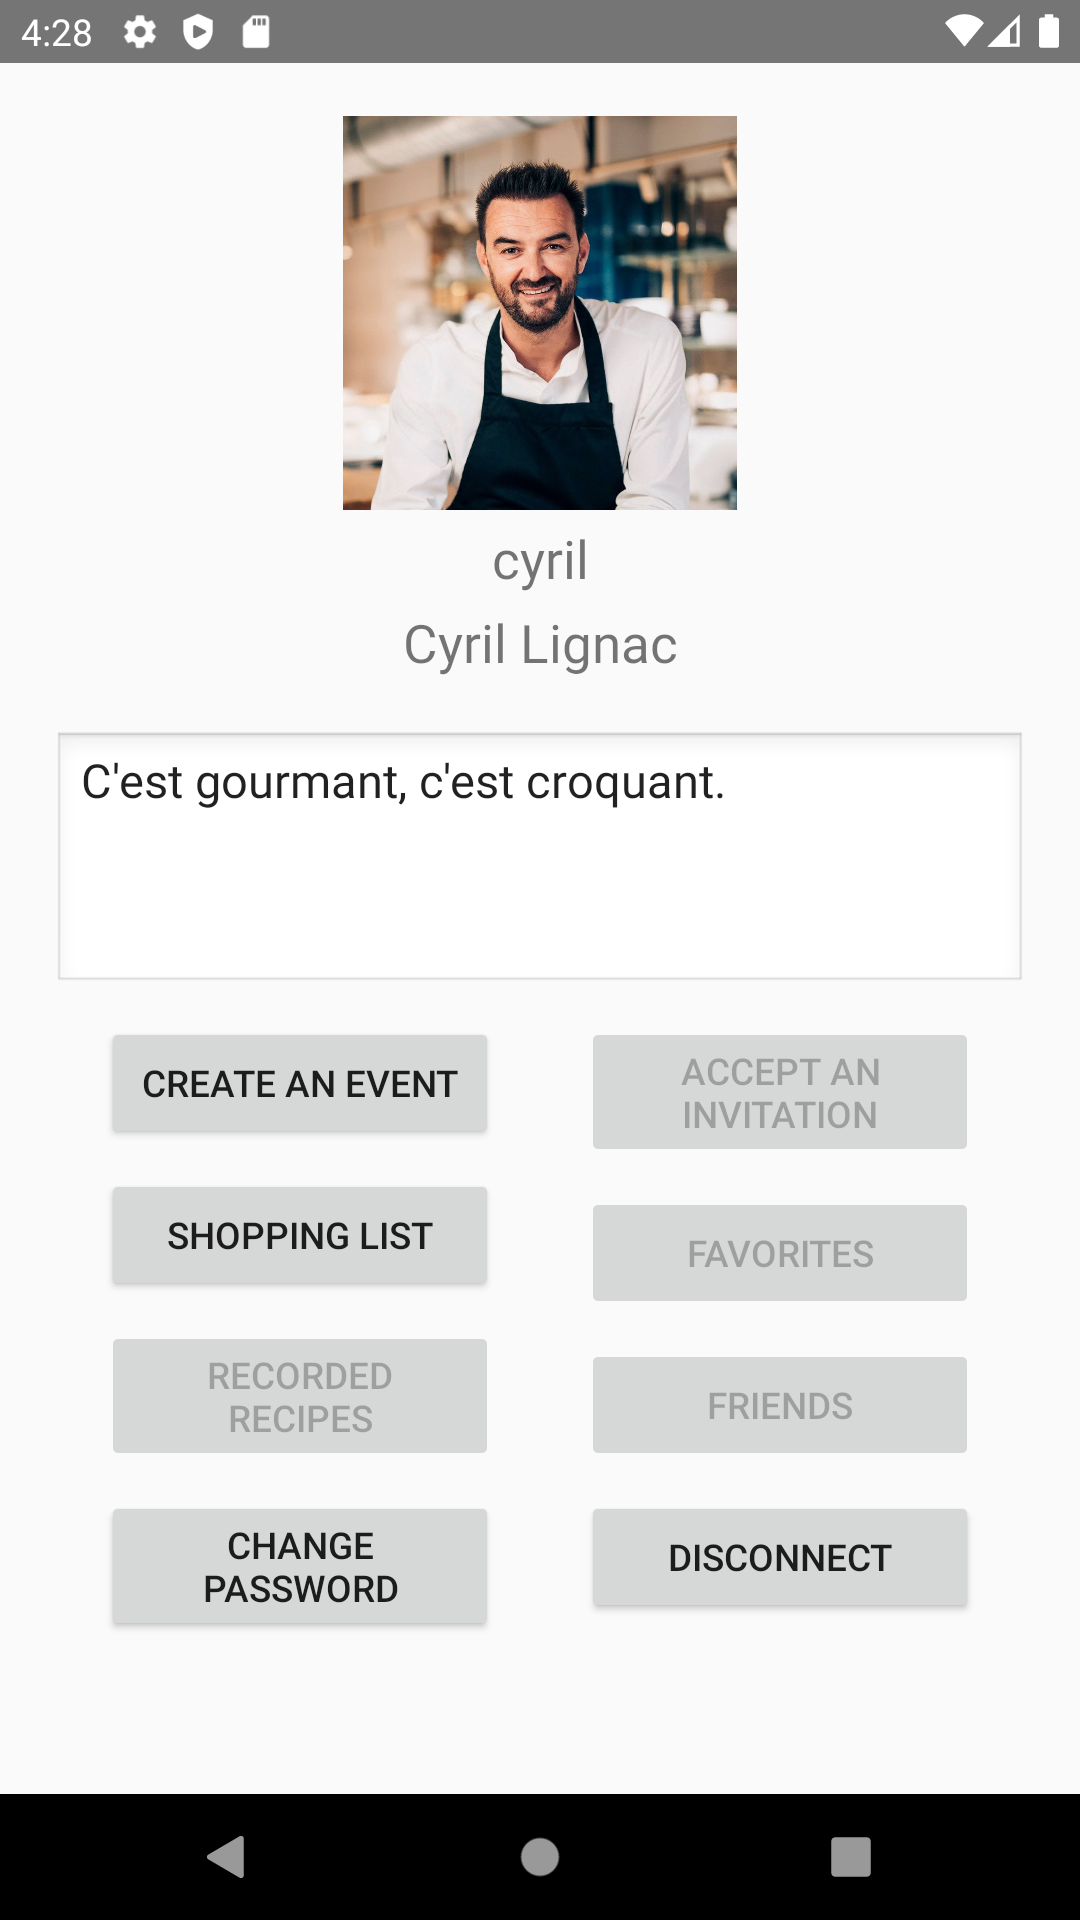 4:28
cyril
Cyril Lignac
C'est gourmant, c'est croquant.
CREATE AN EVENT
ACCEPT AN
INVITATION
SHOPPING LIST
FAVORITES
RECORDED
RECIPES
FRIENDS
CHANGE
PASSWORD
DISCONNECT